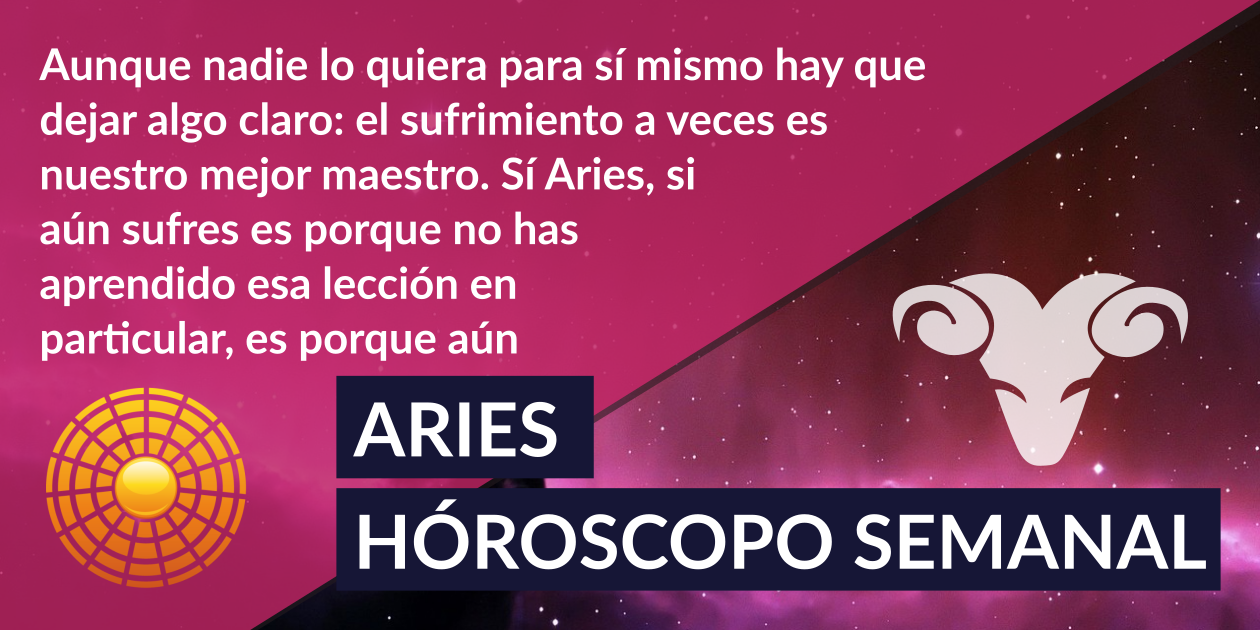 Aunque nadie lo quiera para sí mismo hay que
dejar algo claro: el sufrimiento a veces es
nuestro mejor maestro. Sí Aries, si
aún sufres es porque no has
aprendido esa lección en
particular, es porque aún
ARIES
HÓROSCOPO SEMANAL